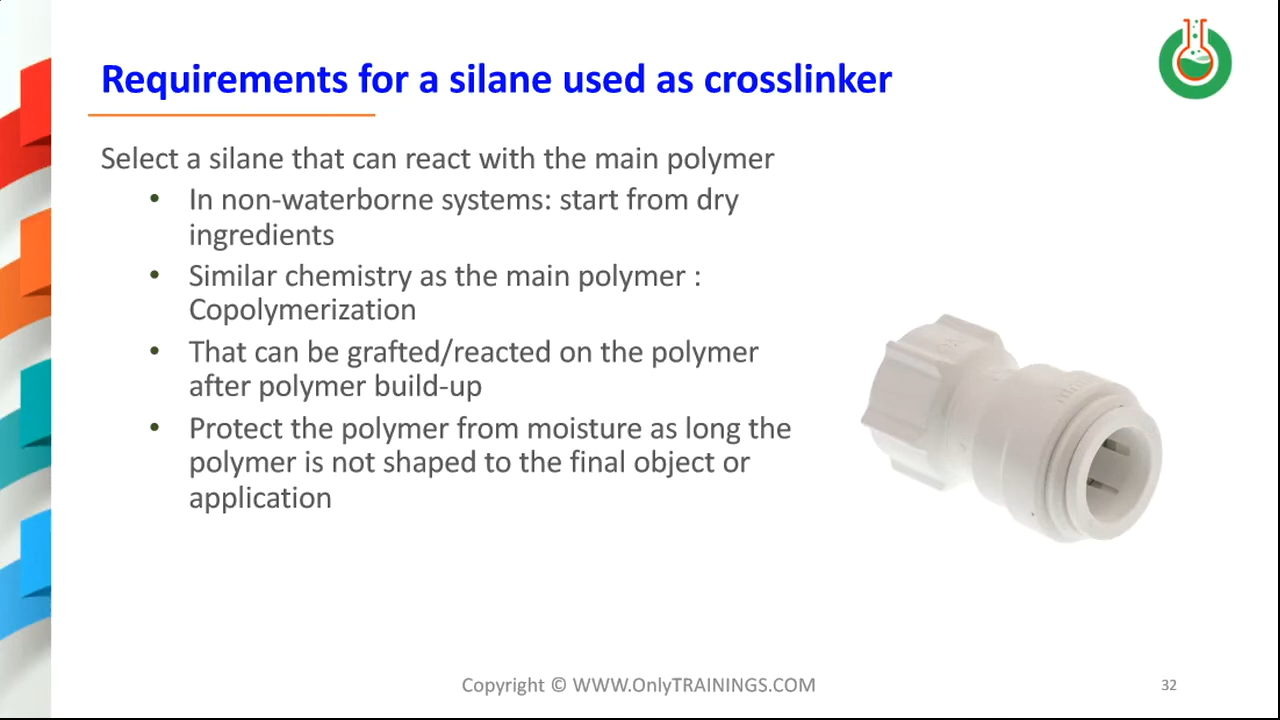 Requirements for a silane used as crosslinker
Select a silane that can react with the main polymer
• In non-waterborne systems: start from dry
ingredients
• Similar chemistry as the main polymer :
Copolymerization
• That can be grafted/reacted on the polymer
after polymer build-up
• Protect the polymer from moisture as long the
polymer is not shaped to the final object or
application
Copyright © WWW.OnlyTRAININGS.COM
32